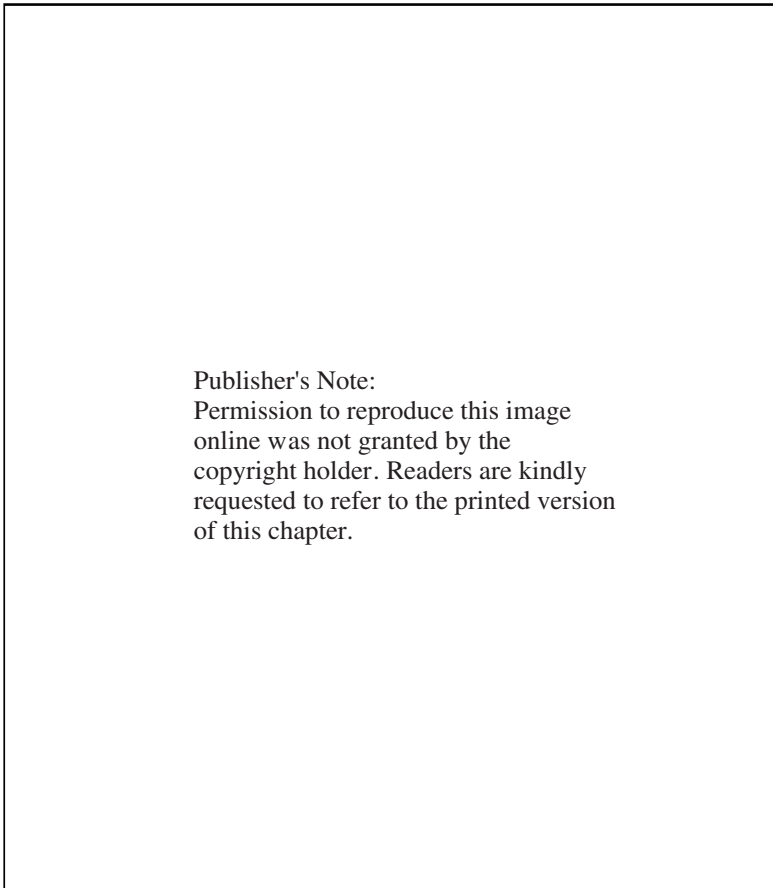 Publisher's Note:
Permission to reproduce this image
online was not granted by the
copyright holder. Readers are kindly
requested to refer to the printed version
of this chapter.